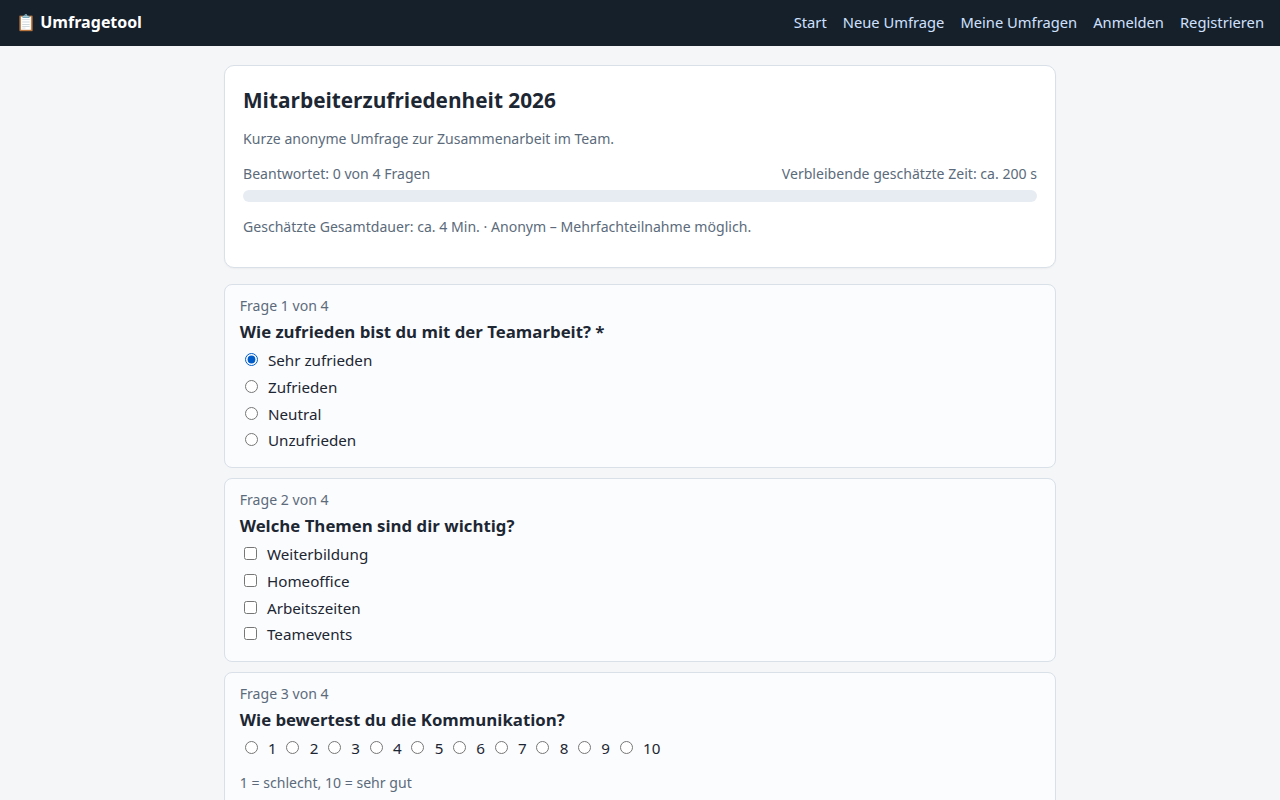 📋 Umfragetool
Start Neue Umfrage Meine Umfragen Anmelden Registrieren
Mitarbeiterzufriedenheit 2026
Kurze anonyme Umfrage zur Zusammenarbeit im Team.
Beantwortet: 0 von 4 Fragen
Verbleibende geschätzte Zeit: ca. 200 s
Geschätzte Gesamtdauer: ca. 4 Min. · Anonym – Mehrfachteilnahme möglich.
Frage 1 von 4
Wie zufrieden bist du mit der Teamarbeit? *
Sehr zufrieden
Zufrieden
Neutral
Unzufrieden
Frage 2 von 4
Welche Themen sind dir wichtig?
Weiterbildung
Homeoffice
Arbeitszeiten
Teamevents
Frage 3 von 4
Wie bewertest du die Kommunikation?
1 2 3 4 5 6 7 8 9 10
1 = schlecht, 10 = sehr gut